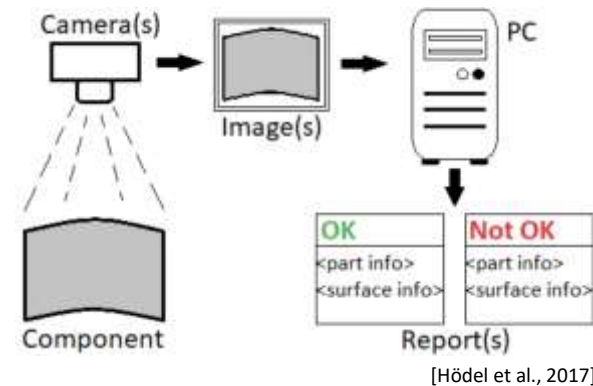 Camera(s)
Image(s)
PC
Component
OK
<part info>
<surface info>
Not OK
<part info>
<surface info>
Report(s)
[Hödel et al., 2017]